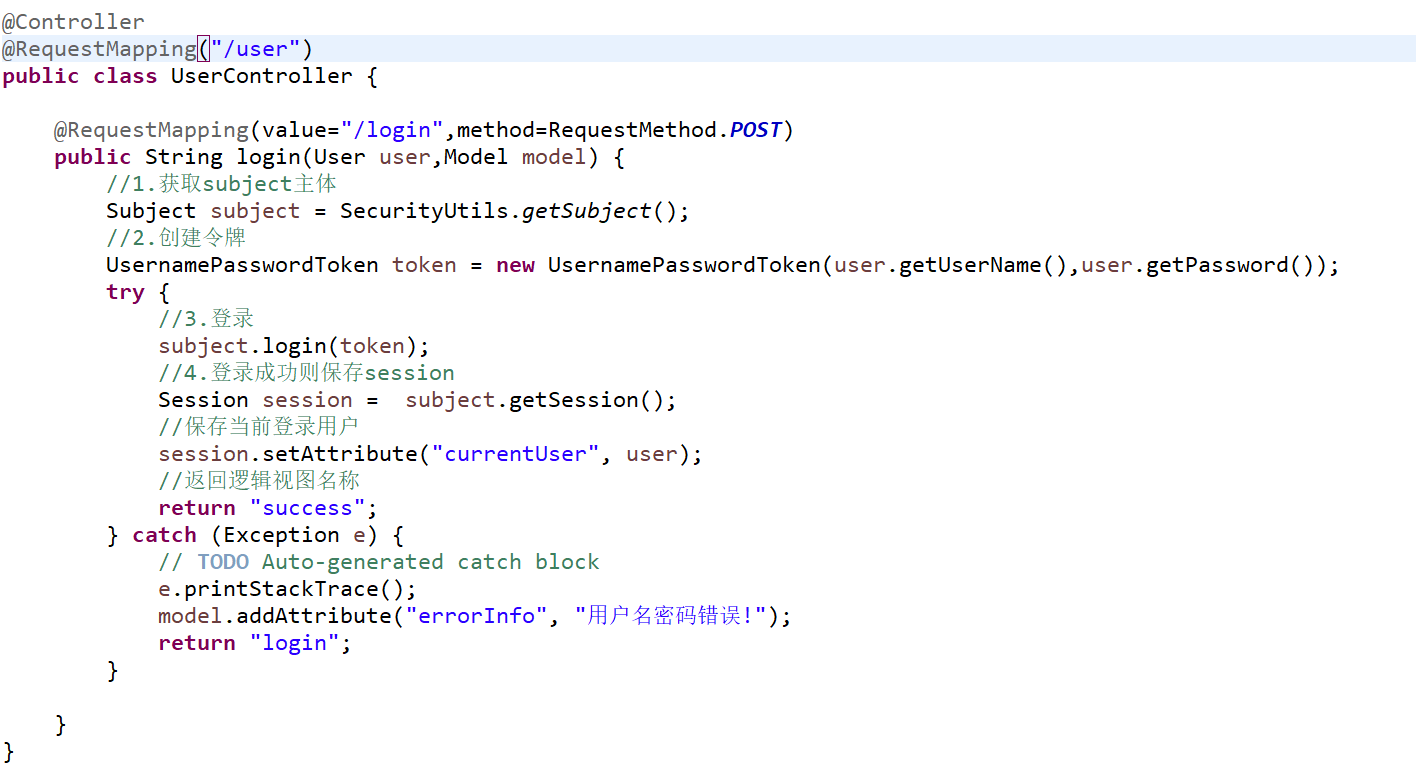 @Controller
@RequestMapping("/user")
public class UserController {
@RequestMapping(value="/login",method=RequestMethod.POST)
public String login(User user,Model model) {
//1.获取subject主体
Subject subject = SecurityUtils.getSubject();
//2.创建令牌
UsernamePasswordToken token = new UsernamePasswordToken(user.getUserName(),user.getPassword());
try {
//3.登录
subject.login(token);
//4.登录成功则保存session
Session session =  subject.getSession();
//保存当前登录用户
session.setAttribute("currentUser", user);
//返回逻辑视图名称
return "success";
} catch (Exception e) {
// TODO Auto-generated catch block
e.printStackTrace();
model.addAttribute("errorInfo", "用户名密码错误!");
return "login";
}
}
}